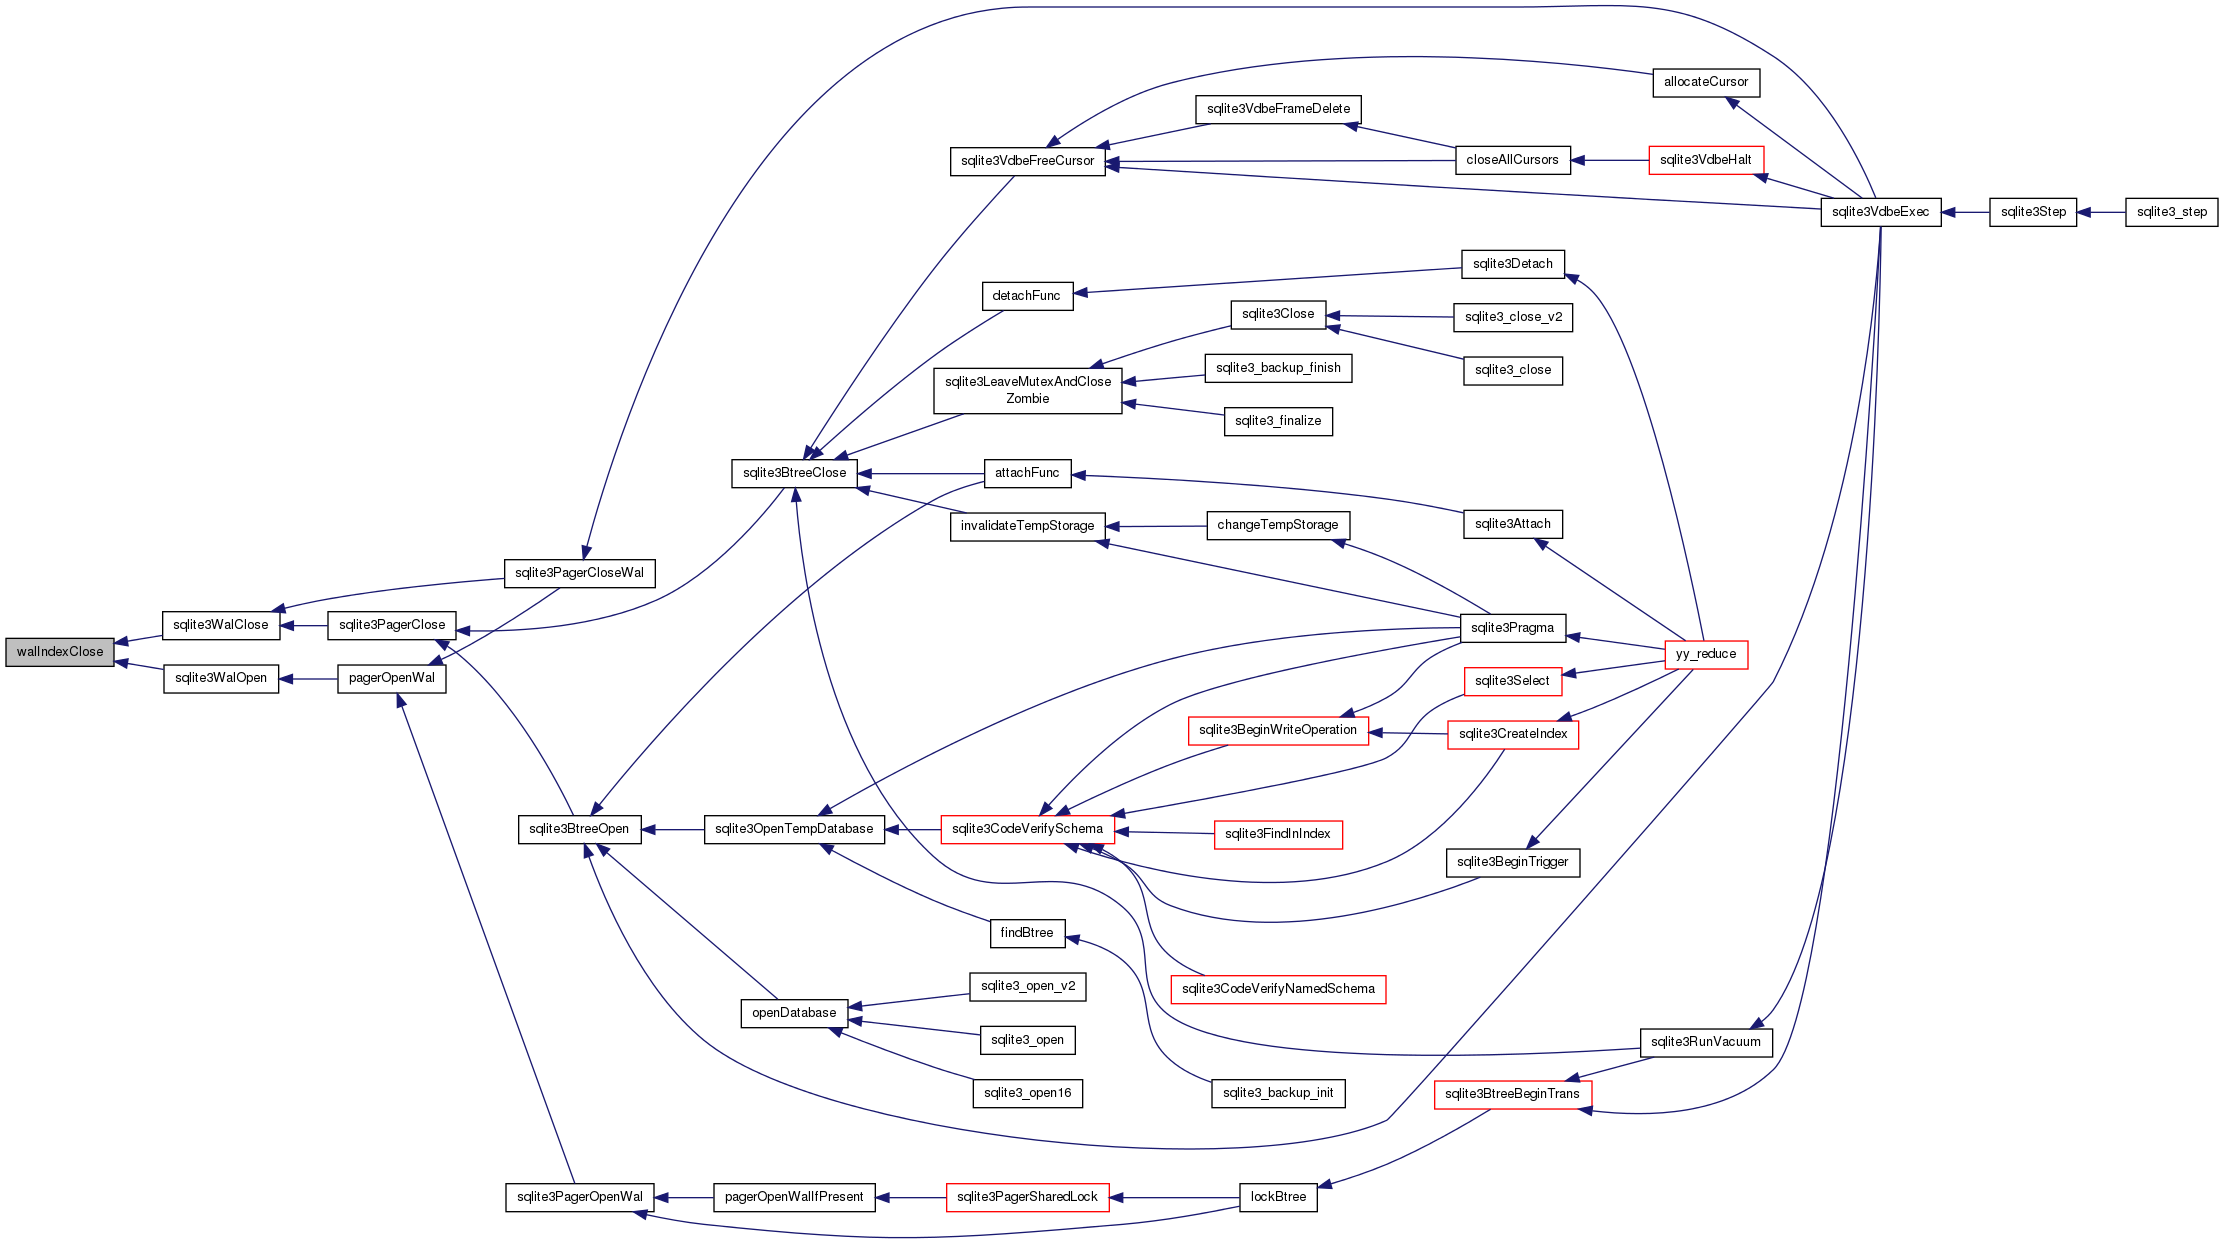 allocateCursor
sqlite3VdbeFrameDelete
sqlite3VdbeFreeCursor
closeAllCursors
sqlite3VdbeHalt
sqlite3VdbeExec
sqlite3Step
sqlite3_step
sqlite3Detach
detachFunc
sqlite3Close
sqlite3_close_v2
sqlite3_backup_finish
sqlite3_close
sqlite3LeaveMutexAndClose
Zombie
sqlite3_finalize
sqlite3BtreeClose
attachFunc
invalidateTempStorage
changeTempStorage
sqlite3Attach
sqlite3PagerCloseWal
sqlite3WalClose
sqlite3PagerClose
sqlite3Pragma
walIndexClose
yy_reduce
sqlite3WalOpen
pagerOpenWal
sqlite3Select
sqlite3BeginWriteOperation
sqlite3CreateIndex
sqlite3BtreeOpen
sqlite3OpenTempDatabase
sqlite3CodeVerifySchema
sqlite3FindInIndex
sqlite3BeginTrigger
findBtree
sqlite3_open_v2
sqlite3CodeVerifyNamedSchema
openDatabase
sqlite3_open
sqlite3RunVacuum
sqlite3_open16
sqlite3_backup_init
sqlite3BtreeBeginTrans
sqlite3PagerOpenWal
pagerOpenWalIfPresent
sqlite3PagerSharedLock
lockBtree